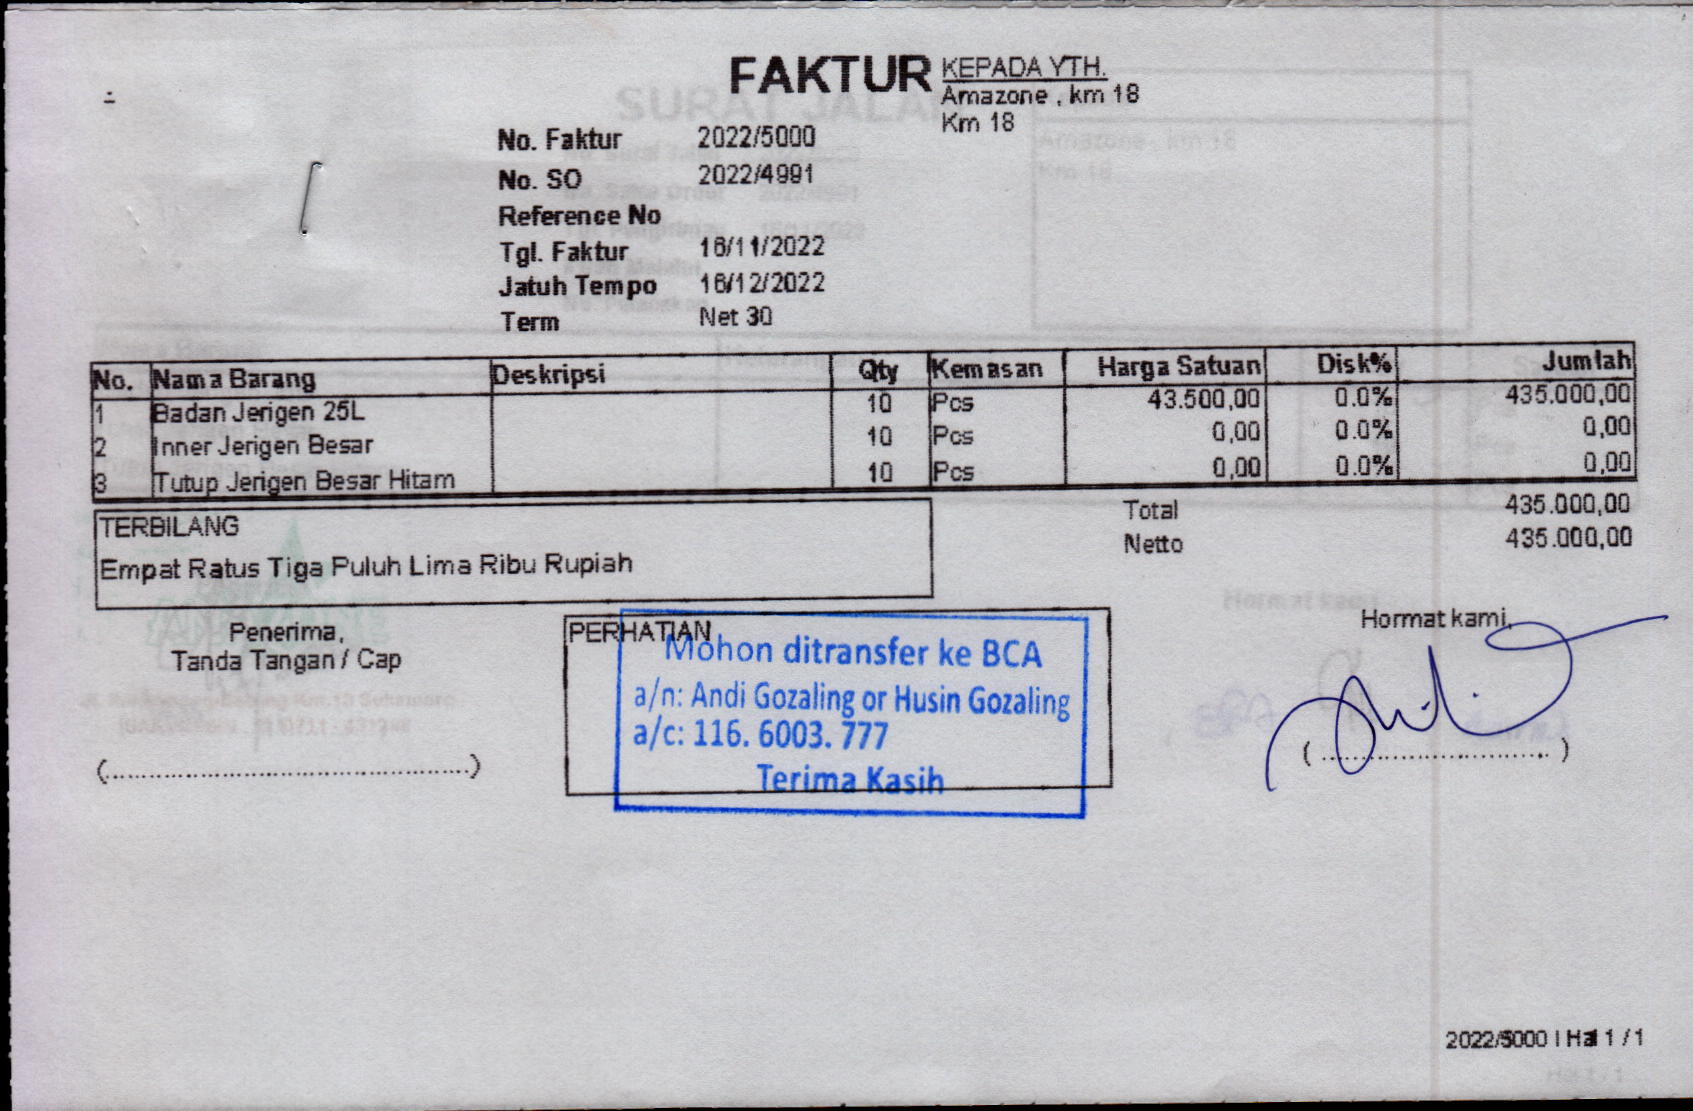 FAKTUR
KEPADA YTH.
Amazone , km 18
Km 18
No. Faktur 2022/5000
No. SO 2022/4991
Reference No
Tgl. Faktur 16/11/2022
Jatuh Tempo 16/12/2022
Term Net 30
No. Nama Barang Deskripsi Qty Kemasan Harga Satuan Disk% Jumlah
1 Badan Jerigen 25L 10 Pcs 43.500,00 0.0% 435.000,00
2 Inner Jerigen Besar 10 Pcs 0,00 0.0% 0,00
3 Tutup Jerigen Besar Hitam 10 Pcs 0,00 0.0% 0,00
Total 435.000,00
Netto 435.000,00
TERBILANG
Empat Ratus Tiga Puluh Lima Ribu Rupiah
Penerima,
Tanda Tangan / Cap
(................................................)
PERHATIAN
Mohon ditransfer ke BCA
a/n: Andi Gozaling or Husin Gozaling
a/c: 116. 6003. 777
Terima Kasih
Hormat kami,
( .............................. )
2022/5000 | Hal 1 / 1